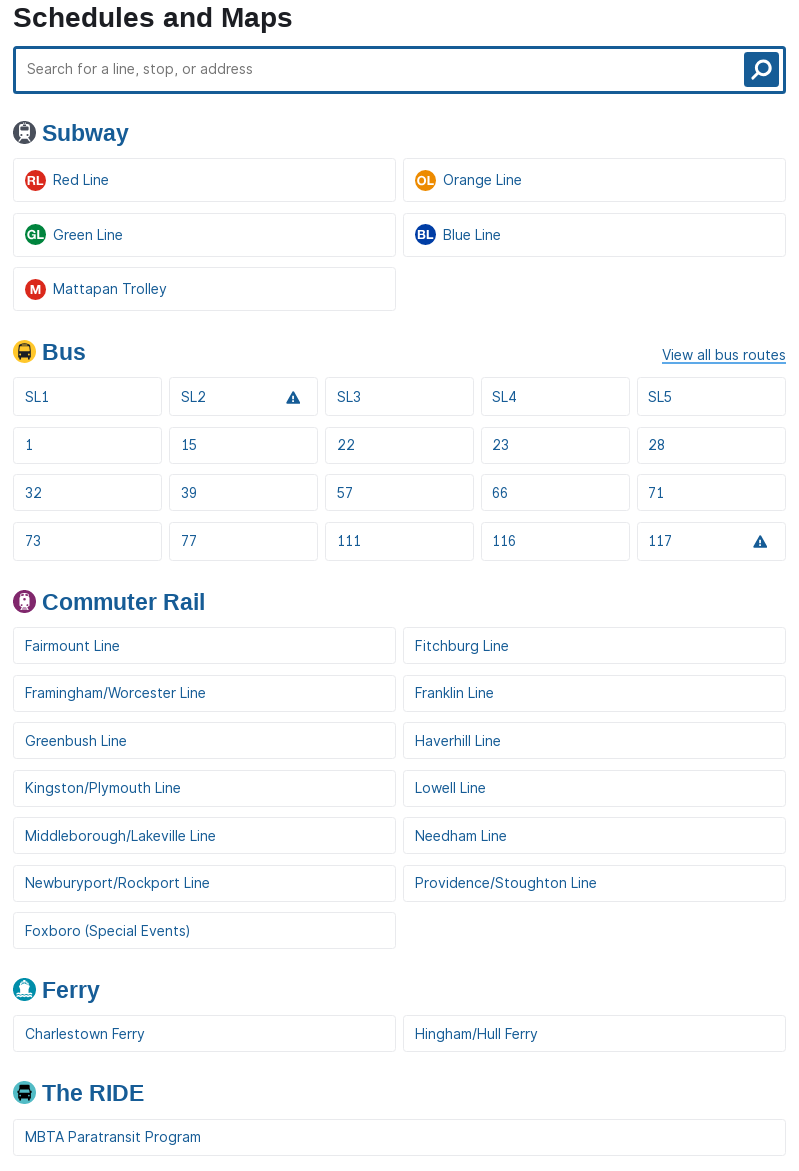 Schedules and Maps
Search for a line, stop, or address
Subway
RL Red Line
OL Orange Line
GL Green Line
BL Blue Line
M Mattapan Trolley
Bus
View all bus routes
SL1
SL2
SL3
SL4
SL5
1
15
22
23
28
32
39
57
66
71
73
77
111
116
117
Commuter Rail
Fairmount Line
Fitchburg Line
Framingham/Worcester Line
Franklin Line
Greenbush Line
Haverhill Line
Kingston/Plymouth Line
Lowell Line
Middleborough/Lakeville Line
Needham Line
Newburyport/Rockport Line
Providence/Stoughton Line
Foxboro (Special Events)
Ferry
Charlestown Ferry
Hingham/Hull Ferry
The RIDE
MBTA Paratransit Program